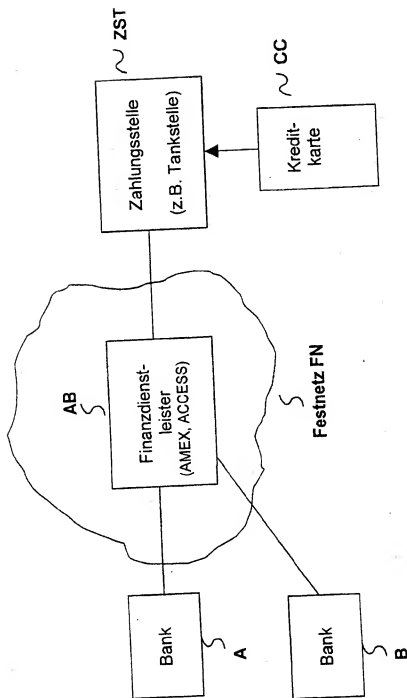 ZST
Zahlungsstelle
(z.B. Tankstelle)
CC
Kredit-
karte
AB
Finanzdienst-
leister
(AMEX, ACCESS)
Festnetz FN
Bank
A
Bank
B